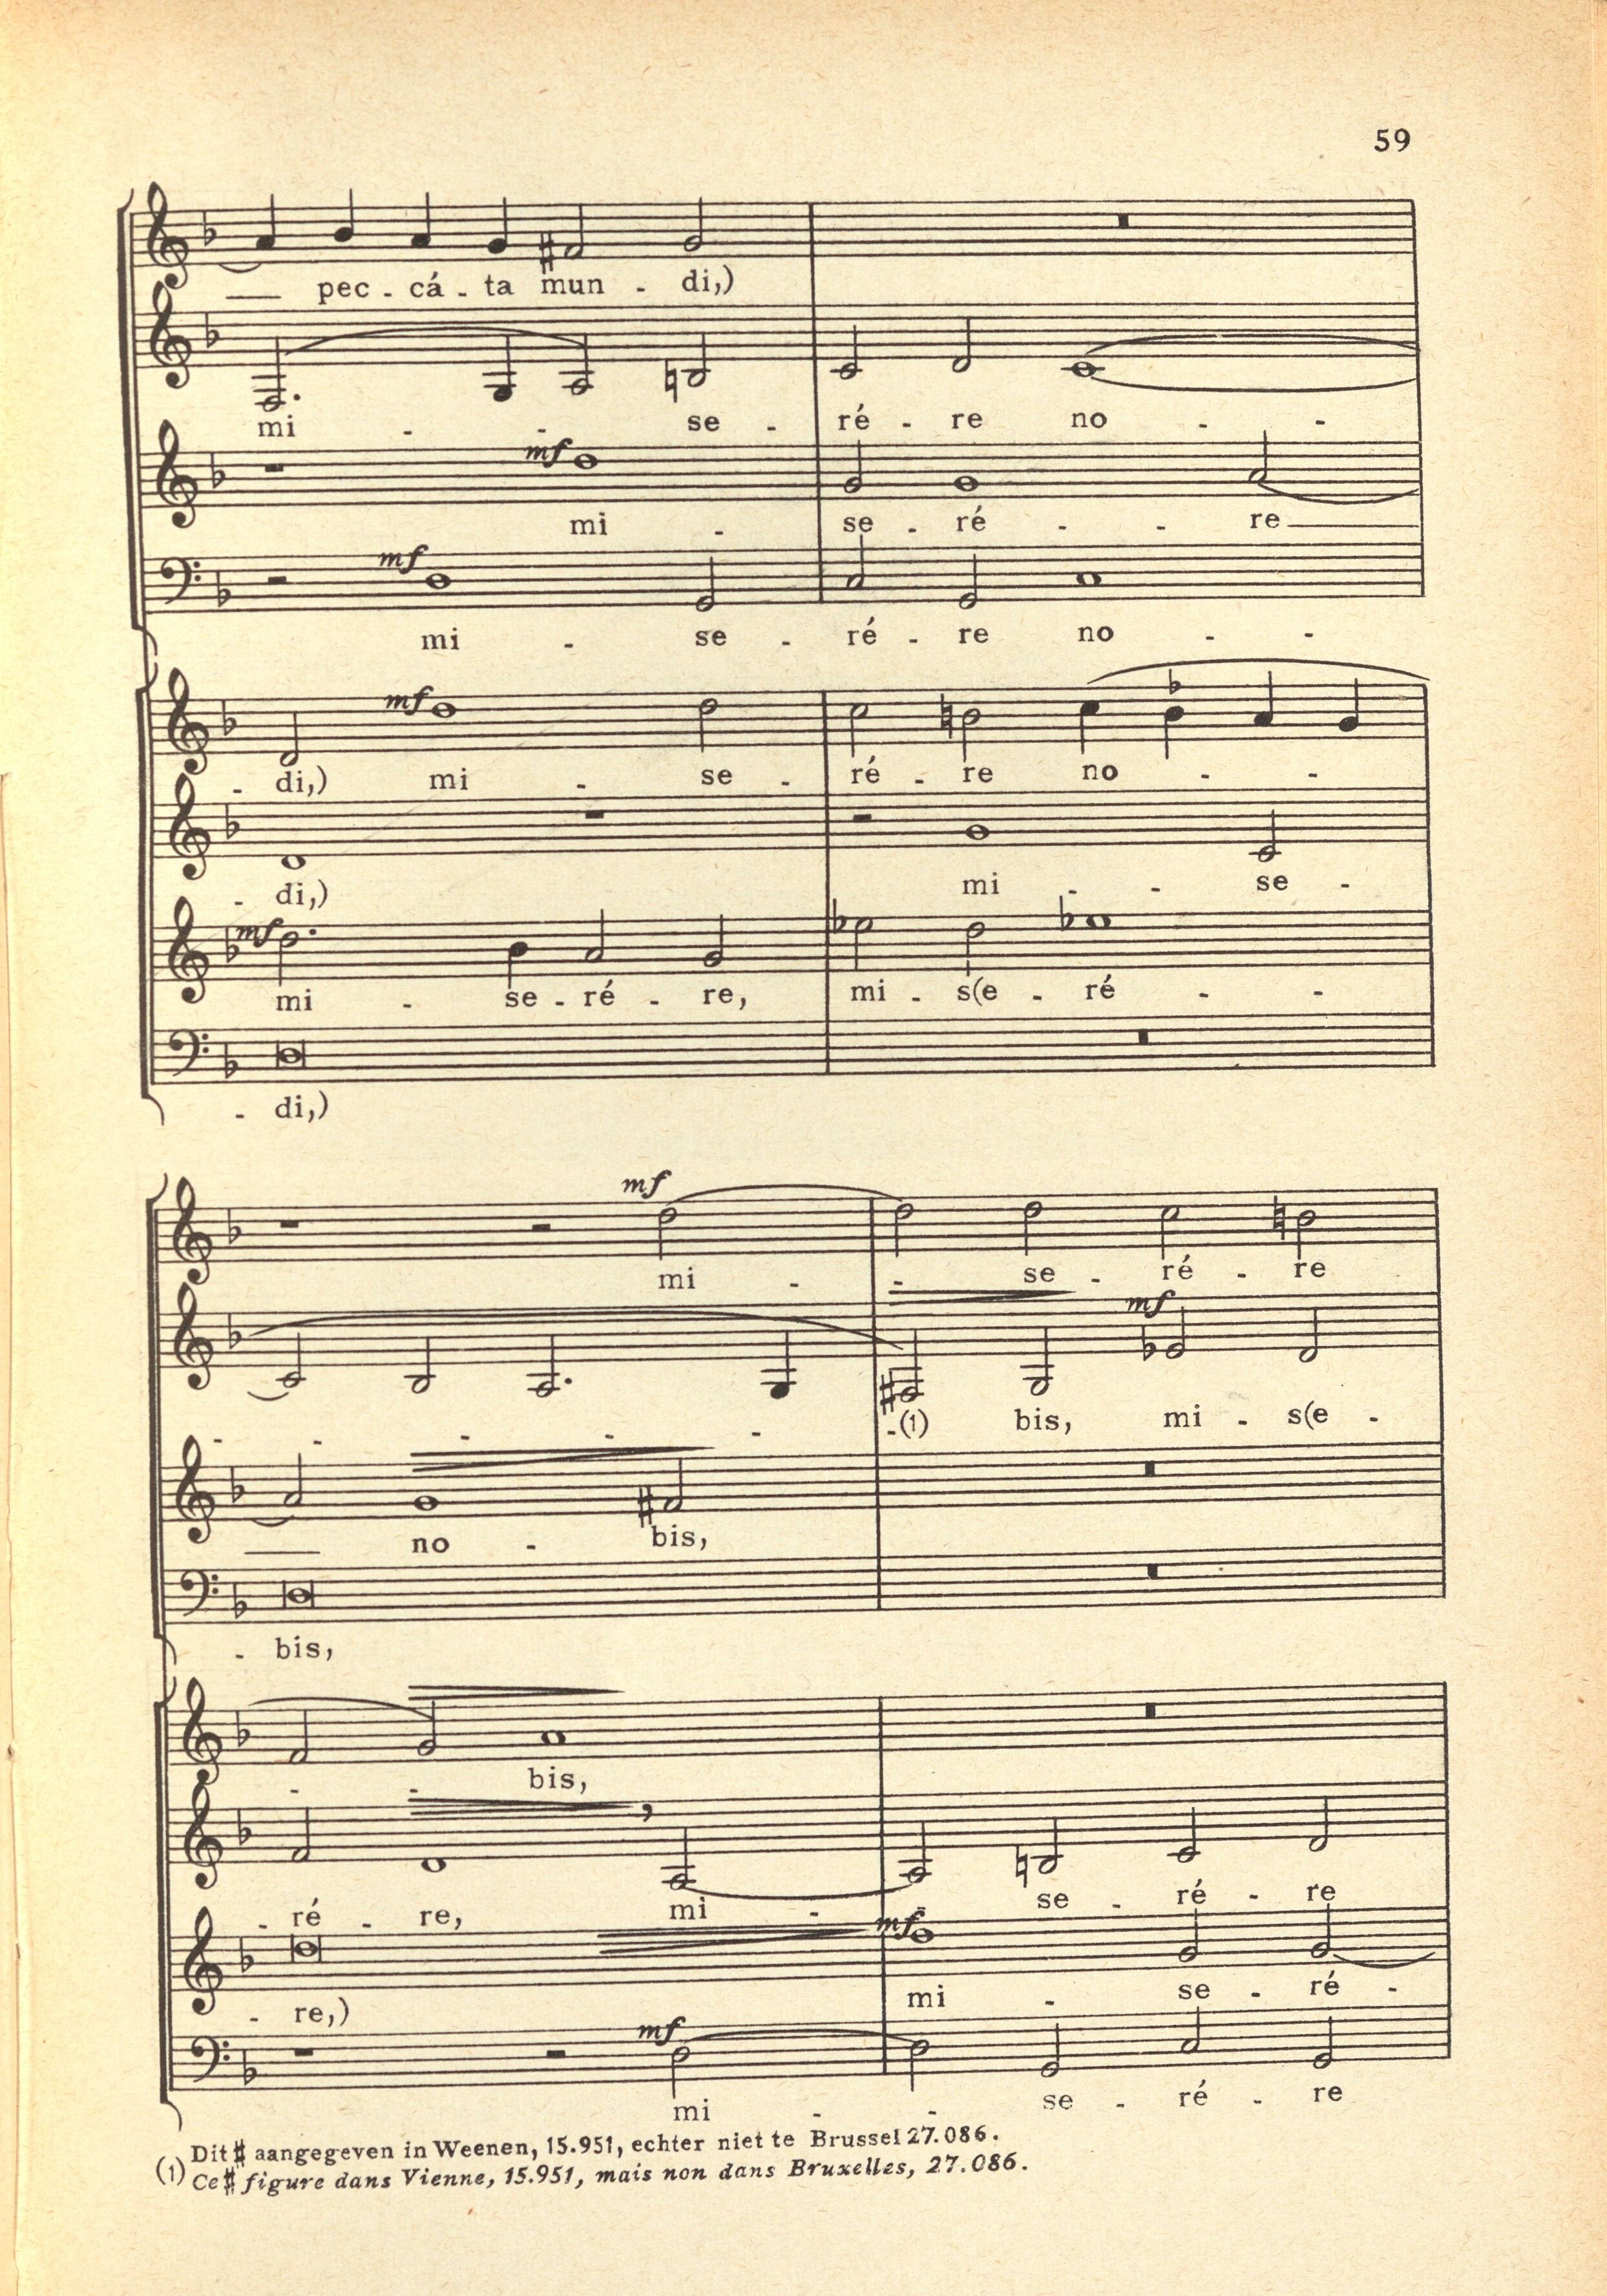 59
pec - cá - ta mun - di,)
mi - - se - ré - re no - -
mf
mi - se - ré - - re
mf
mi - se - ré - re no - -
mf
- di,) mi - se - ré - re no - -
- di,) mi - - se -
mf
mi - se - ré - re, mi - s(e - ré - -
- di,)
mf
mi - - se - ré - re
mf
- - - - - -(1) bis, mi - s(e -
no - bis,
- bis,
- - bis,
,
- ré - re, mi - - se - ré - re
mf
- re,) mi - se - ré -
mf
mi - - se - ré - re
(1) Dit ♯ aangegeven in Weenen, 15.951, echter niet te Brussel 27.086.
Ce ♯ figure dans Vienne, 15.951, mais non dans Bruxelles, 27.086.